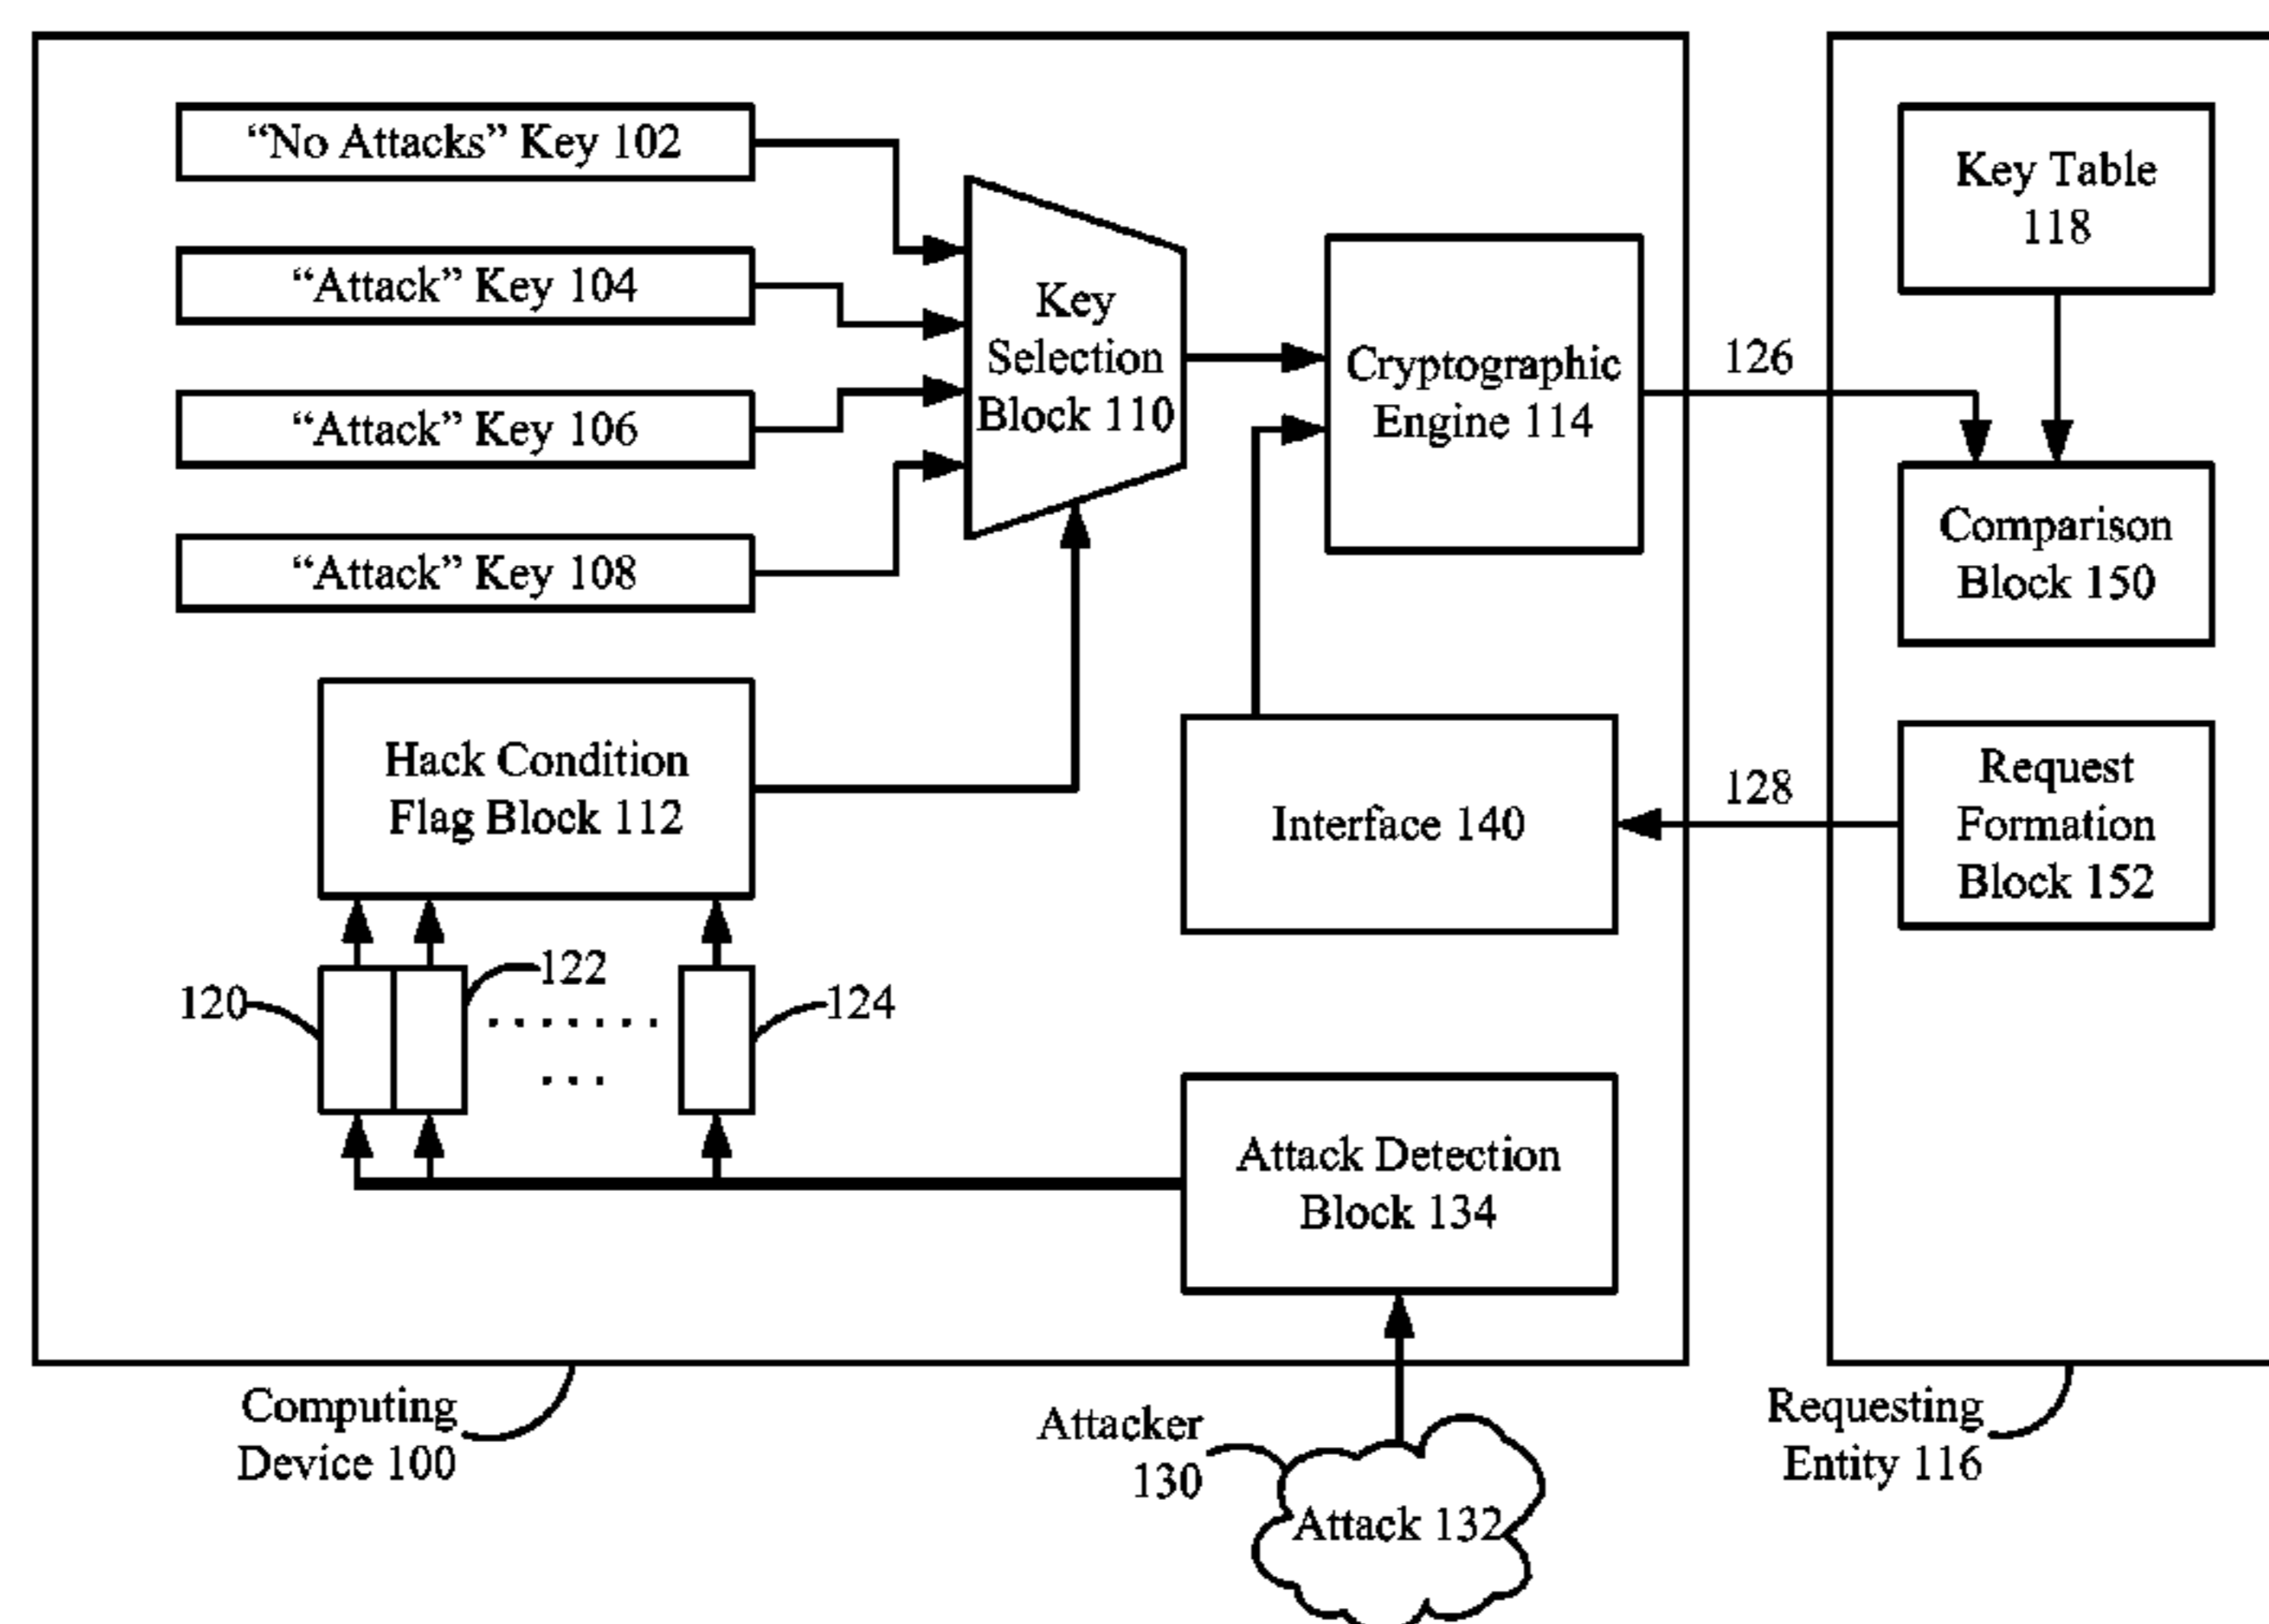 “No Attacks” Key 102
“Attack” Key 104
“Attack” Key 106
“Attack” Key 108
Key
Selection
Block 110
Cryptographic
Engine 114
126
Key Table
118
Comparison
Block 150
Hack Condition
Flag Block 112
Interface 140
128
Request
Formation
Block 152
120
122
124
Attack Detection
Block 134
Computing
Device 100
Attacker
130
Attack 132
Requesting
Entity 116